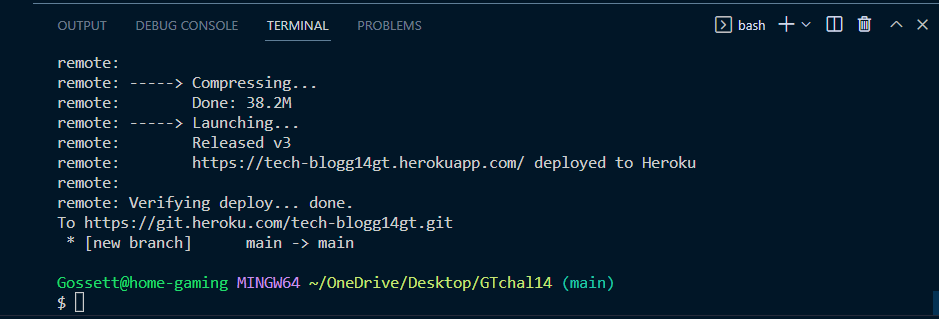 OUTPUT DEBUG CONSOLE TERMINAL PROBLEMS bash
remote:
remote: -----> Compressing...
remote:        Done: 38.2M
remote: -----> Launching...
remote:        Released v3
remote:        https://tech-blogg14gt.herokuapp.com/ deployed to Heroku
remote:
remote: Verifying deploy... done.
To https://git.heroku.com/tech-blogg14gt.git
 * [new branch]      main -> main
Gossett@home-gaming MINGW64 ~/OneDrive/Desktop/GTchal14 (main)
$